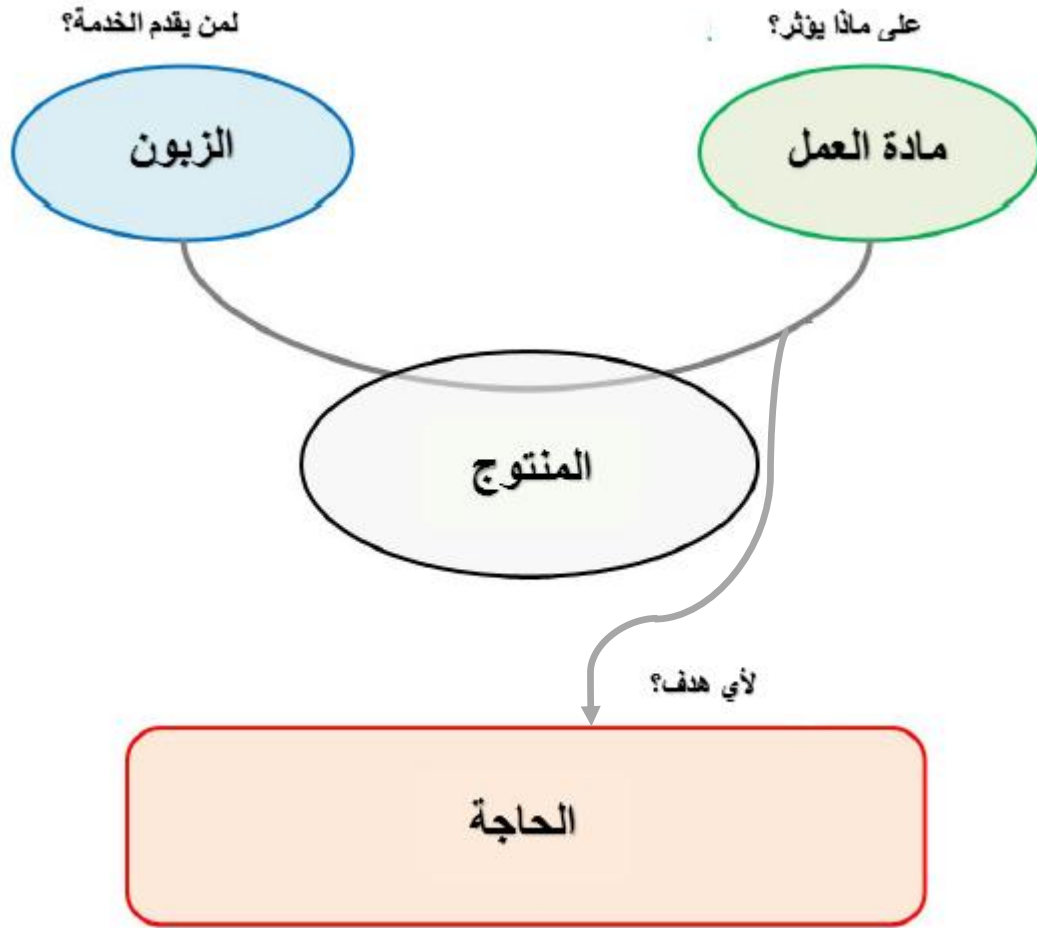 على ماذا يؤثر؟
لمن يقدم الخدمة؟
مادة العمل
الزبون
المنتوج
لأي هدف؟
الحاجة